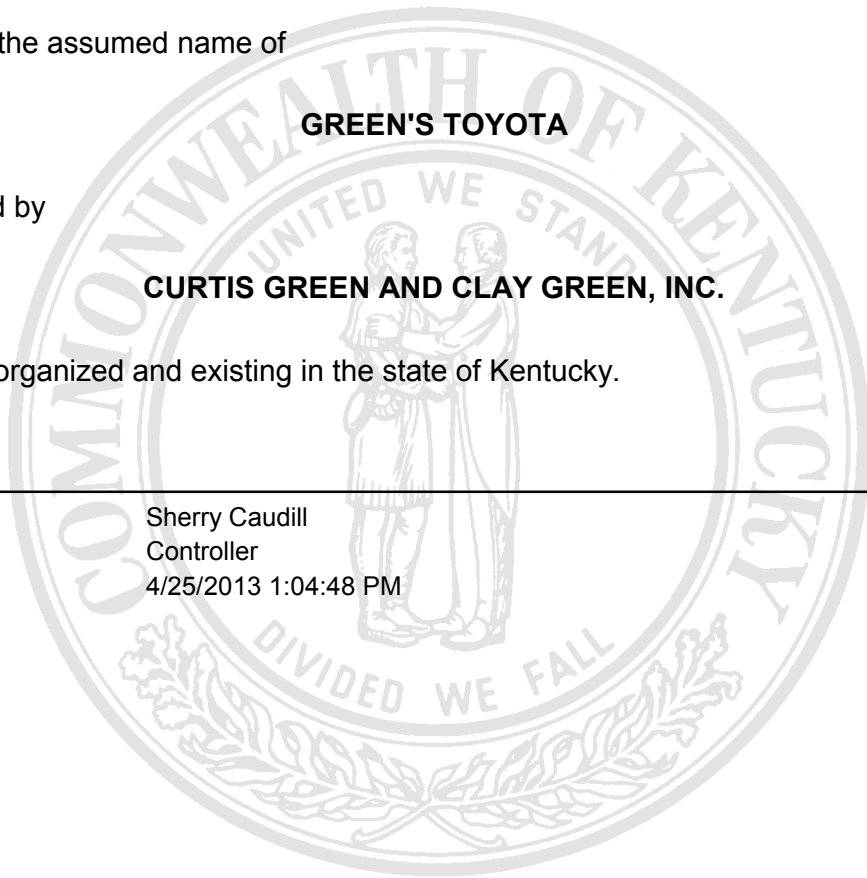 the assumed name of
GREEN'S TOYOTA
d by
CURTIS GREEN AND CLAY GREEN, INC.
organized and existing in the state of Kentucky.
Sherry Caudill
Controller
4/25/2013 1:04:48 PM
COMMONWEALTH OF KENTUCKY
UNITED WE STAND
DIVIDED WE FALL